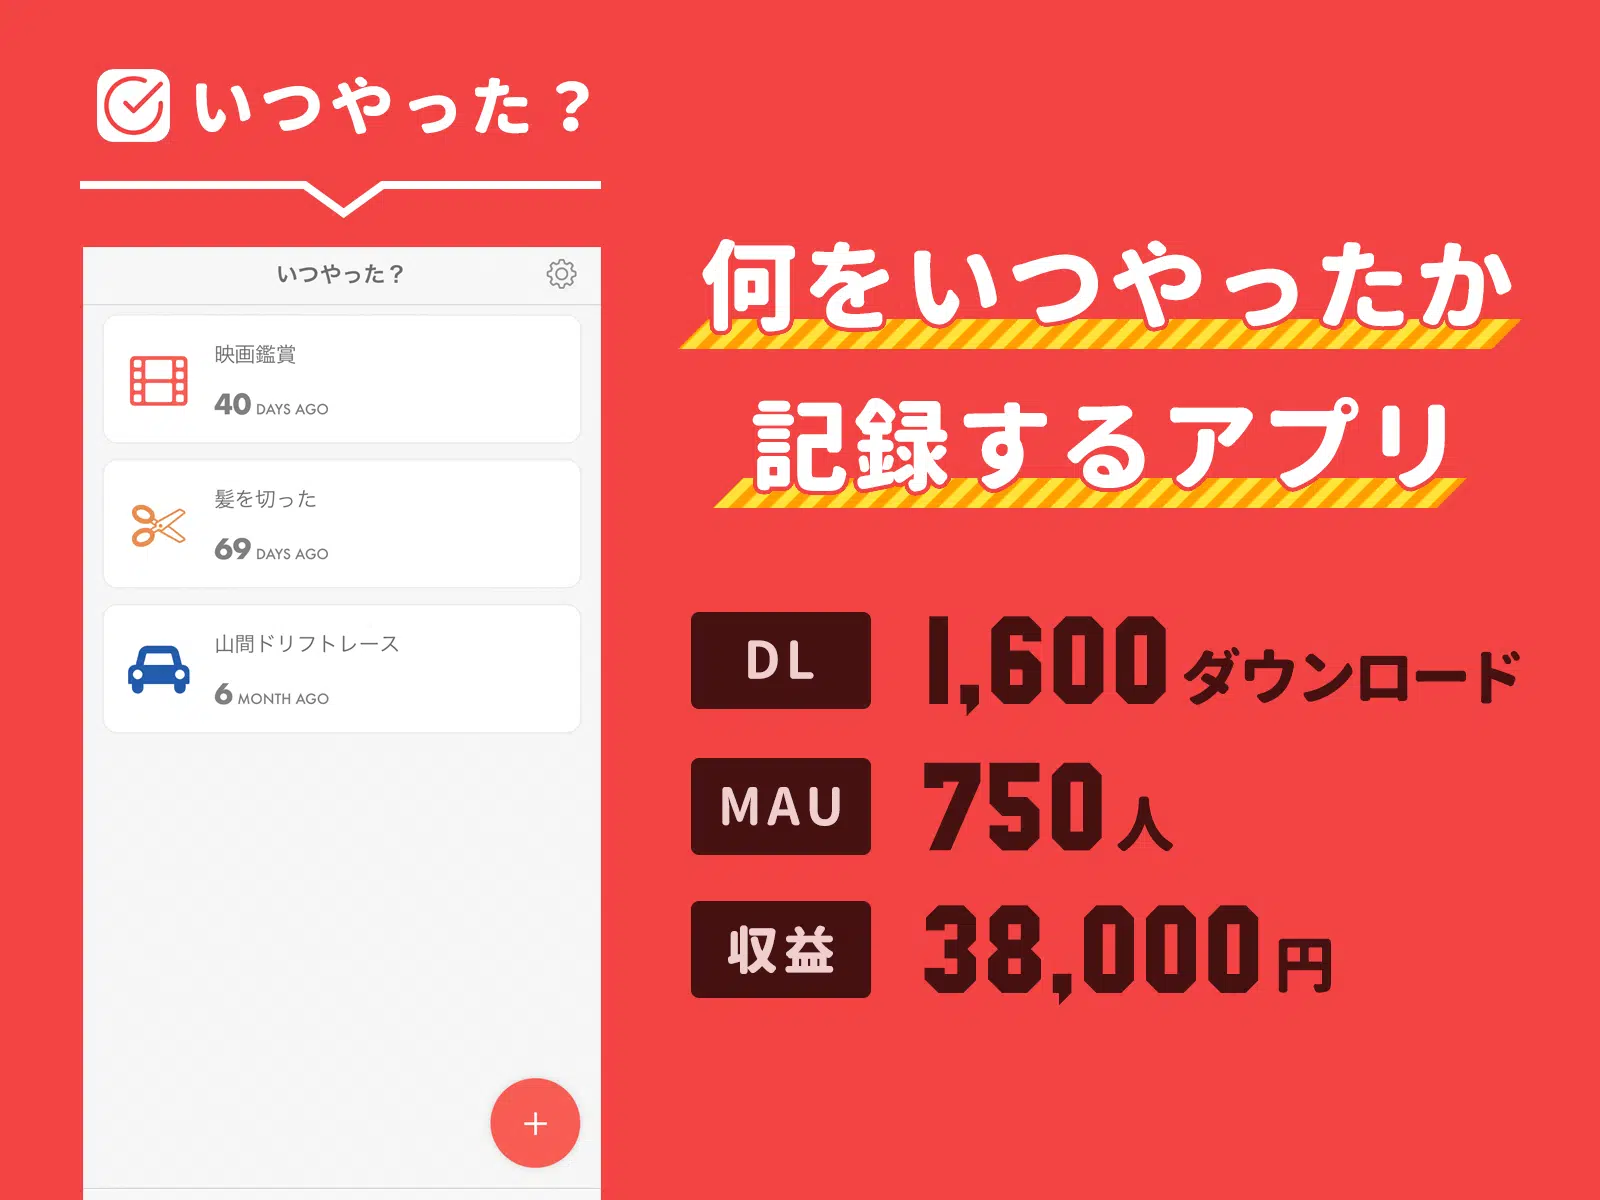 いつやった？
いつやった？
映画鑑賞
40 DAYS AGO
髪を切った
69 DAYS AGO
山間ドリフトレース
6 MONTH AGO
何をいつやったか
記録するアプリ
DL 1,600ダウンロード
MAU 750人
収益 38,000円